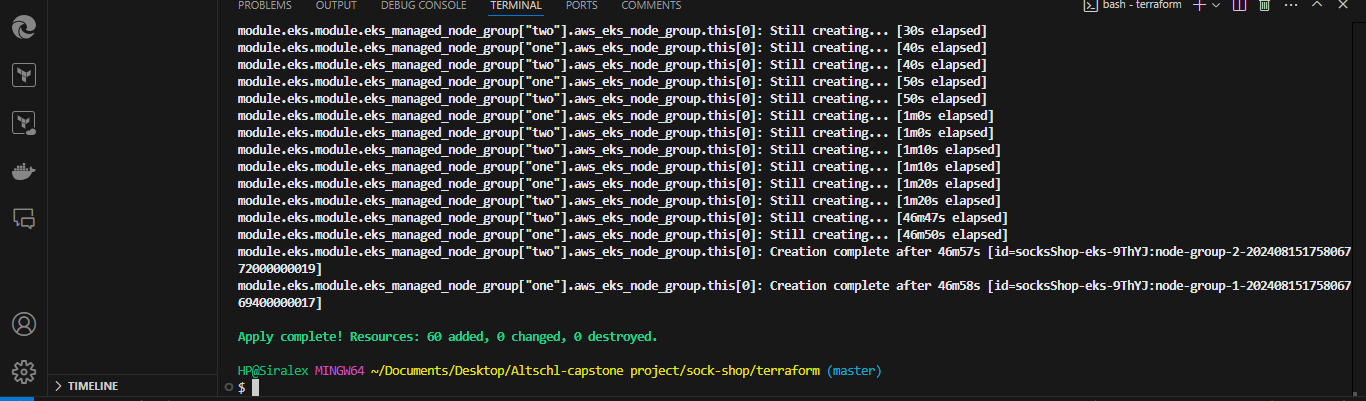 PROBLEMS OUTPUT DEBUG CONSOLE TERMINAL PORTS COMMENTS bash - terraform
module.eks.module.eks_managed_node_group["two"].aws_eks_node_group.this[0]: Still creating... [30s elapsed]
module.eks.module.eks_managed_node_group["one"].aws_eks_node_group.this[0]: Still creating... [40s elapsed]
module.eks.module.eks_managed_node_group["two"].aws_eks_node_group.this[0]: Still creating... [40s elapsed]
module.eks.module.eks_managed_node_group["one"].aws_eks_node_group.this[0]: Still creating... [50s elapsed]
module.eks.module.eks_managed_node_group["two"].aws_eks_node_group.this[0]: Still creating... [50s elapsed]
module.eks.module.eks_managed_node_group["one"].aws_eks_node_group.this[0]: Still creating... [1m0s elapsed]
module.eks.module.eks_managed_node_group["two"].aws_eks_node_group.this[0]: Still creating... [1m0s elapsed]
module.eks.module.eks_managed_node_group["two"].aws_eks_node_group.this[0]: Still creating... [1m10s elapsed]
module.eks.module.eks_managed_node_group["one"].aws_eks_node_group.this[0]: Still creating... [1m10s elapsed]
module.eks.module.eks_managed_node_group["one"].aws_eks_node_group.this[0]: Still creating... [1m20s elapsed]
module.eks.module.eks_managed_node_group["two"].aws_eks_node_group.this[0]: Still creating... [1m20s elapsed]
module.eks.module.eks_managed_node_group["two"].aws_eks_node_group.this[0]: Still creating... [46m47s elapsed]
module.eks.module.eks_managed_node_group["one"].aws_eks_node_group.this[0]: Still creating... [46m50s elapsed]
module.eks.module.eks_managed_node_group["two"].aws_eks_node_group.this[0]: Creation complete after 46m57s [id=socksShop-eks-9ThYJ:node-group-2-202408151758067
72000000019]
module.eks.module.eks_managed_node_group["one"].aws_eks_node_group.this[0]: Creation complete after 46m58s [id=socksShop-eks-9ThYJ:node-group-1-202408151758067
69400000017]
Apply complete! Resources: 60 added, 0 changed, 0 destroyed.
HP@Siralex MINGW64 ~/Documents/Desktop/Altschl-capstone project/sock-shop/terraform (master)
$
TIMELINE